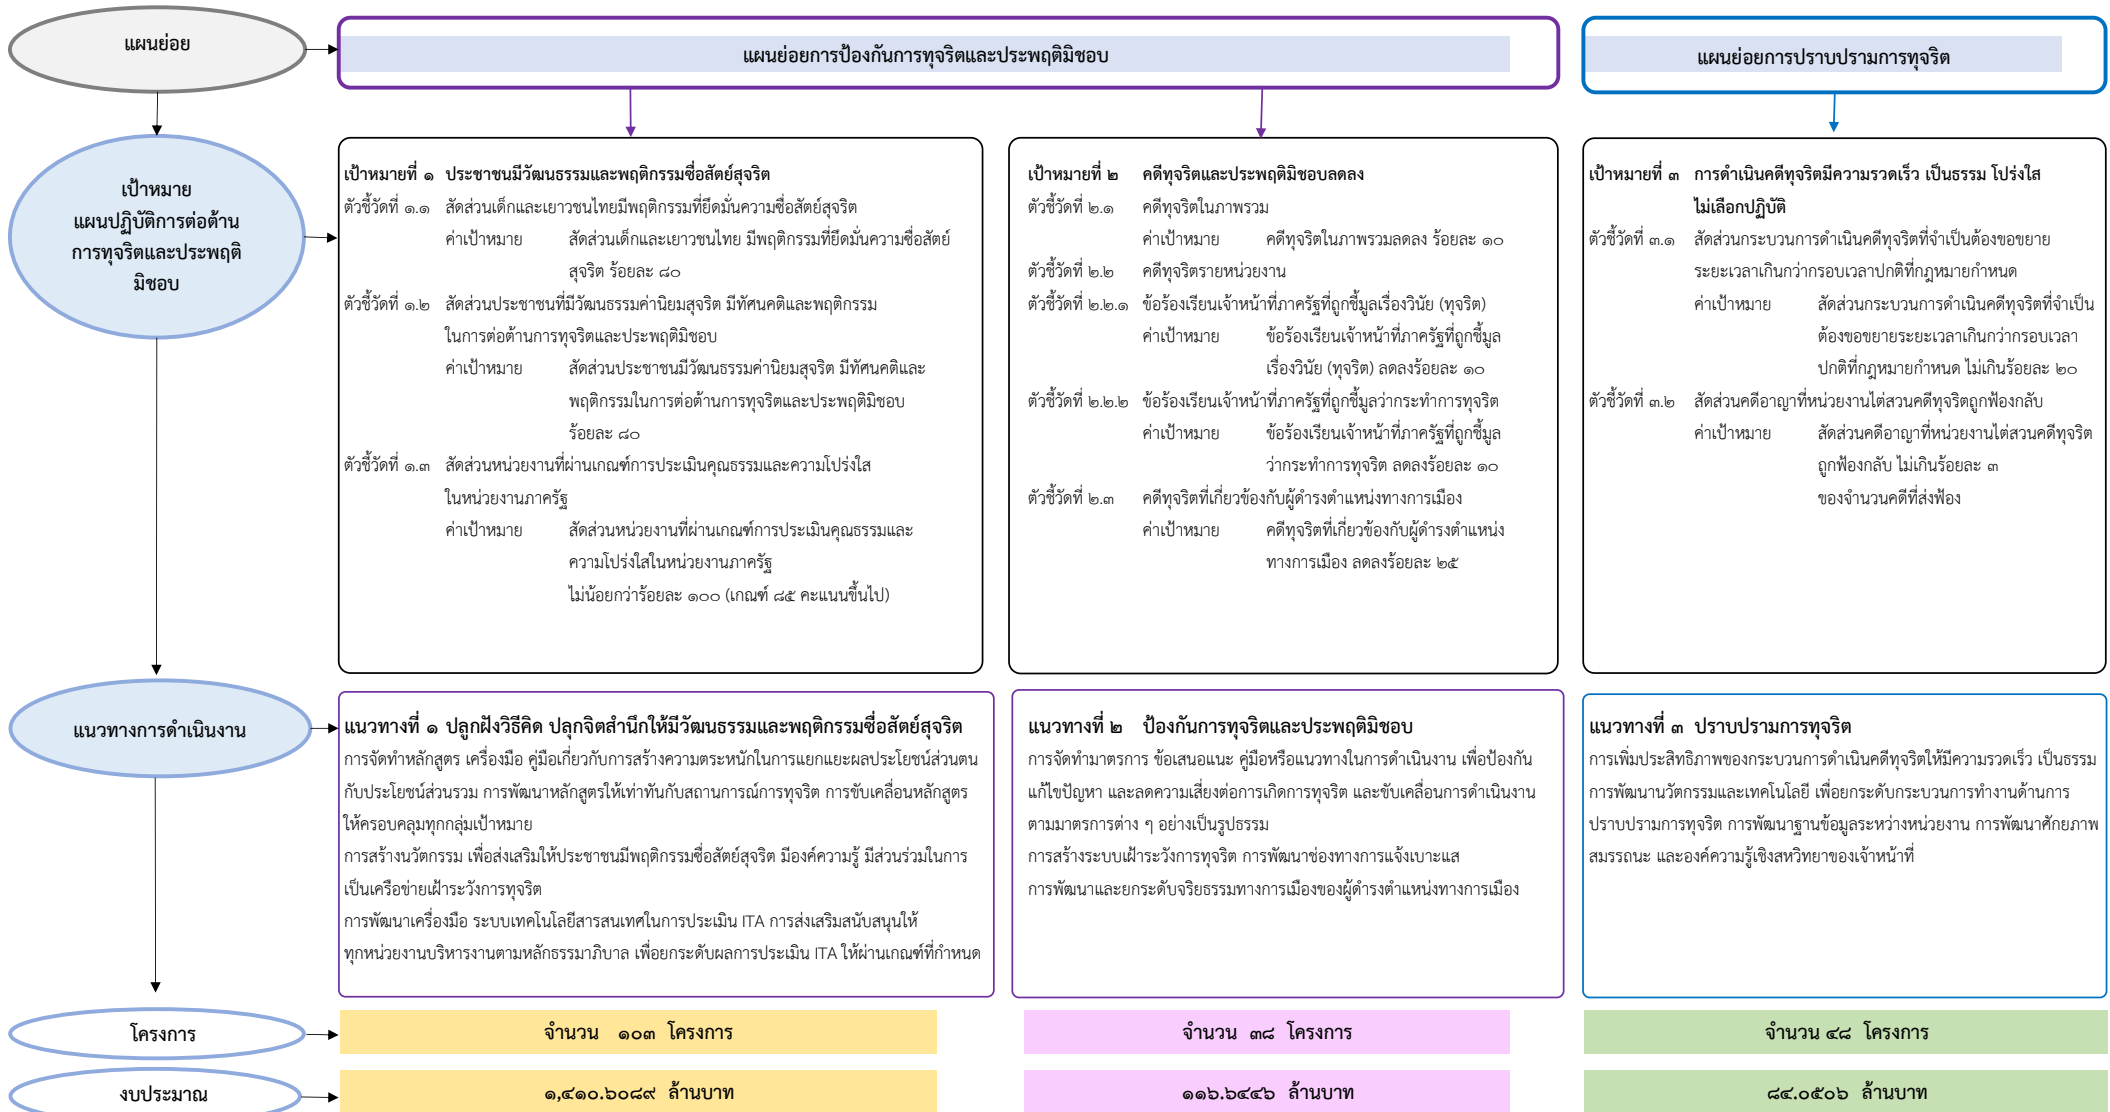 แผนย่อย
แผนย่อยการป้องกันการทุจริตและประพฤติมิชอบ
แผนย่อยการปราบปรามการทุจริต
เป้าหมาย
แผนปฏิบัติการต่อต้าน
การทุจริตและประพฤติ
มิชอบ
เป้าหมายที่ ๑ ประชาชนมีวัฒนธรรมและพฤติกรรมซื่อสัตย์สุจริต
ตัวชี้วัดที่ ๑.๑ สัดส่วนเด็กและเยาวชนไทยมีพฤติกรรมที่ยึดมั่นความซื่อสัตย์สุจริต
ค่าเป้าหมาย สัดส่วนเด็กและเยาวชนไทย มีพฤติกรรมที่ยึดมั่นความซื่อสัตย์
สุจริต ร้อยละ ๘๐
ตัวชี้วัดที่ ๑.๒ สัดส่วนประชาชนที่มีวัฒนธรรมค่านิยมสุจริต มีทัศนคติและพฤติกรรม
ในการต่อต้านการทุจริตและประพฤติมิชอบ
ค่าเป้าหมาย สัดส่วนประชาชนมีวัฒนธรรมค่านิยมสุจริต มีทัศนคติและ
พฤติกรรมในการต่อต้านการทุจริตและประพฤติมิชอบ
ร้อยละ ๘๐
ตัวชี้วัดที่ ๑.๓ สัดส่วนหน่วยงานที่ผ่านเกณฑ์การประเมินคุณธรรมและความโปร่งใส
ในหน่วยงานภาครัฐ
ค่าเป้าหมาย สัดส่วนหน่วยงานที่ผ่านเกณฑ์การประเมินคุณธรรมและ
ความโปร่งใสในหน่วยงานภาครัฐ
ไม่น้อยกว่าร้อยละ ๑๐๐ (เกณฑ์ ๘๕ คะแนนขึ้นไป)
เป้าหมายที่ ๒ คดีทุจริตและประพฤติมิชอบลดลง
ตัวชี้วัดที่ ๒.๑ คดีทุจริตในภาพรวม
ค่าเป้าหมาย คดีทุจริตในภาพรวมลดลง ร้อยละ ๑๐
ตัวชี้วัดที่ ๒.๒ คดีทุจริตรายหน่วยงาน
ตัวชี้วัดที่ ๒.๒.๑ ข้อร้องเรียนเจ้าหน้าที่ภาครัฐที่ถูกชี้มูลเรื่องวินัย (ทุจริต)
ค่าเป้าหมาย ข้อร้องเรียนเจ้าหน้าที่ภาครัฐที่ถูกชี้มูล
เรื่องวินัย (ทุจริต) ลดลงร้อยละ ๑๐
ตัวชี้วัดที่ ๒.๒.๒ ข้อร้องเรียนเจ้าหน้าที่ภาครัฐที่ถูกชี้มูลว่ากระทำการทุจริต
ค่าเป้าหมาย ข้อร้องเรียนเจ้าหน้าที่ภาครัฐที่ถูกชี้มูล
ว่ากระทำการทุจริต ลดลงร้อยละ ๑๐
ตัวชี้วัดที่ ๒.๓ คดีทุจริตที่เกี่ยวข้องกับผู้ดำรงตำแหน่งทางการเมือง
ค่าเป้าหมาย คดีทุจริตที่เกี่ยวข้องกับผู้ดำรงตำแหน่ง
ทางการเมือง ลดลงร้อยละ ๒๕
เป้าหมายที่ ๓ การดำเนินคดีทุจริตมีความรวดเร็ว เป็นธรรม โปร่งใส
ไม่เลือกปฏิบัติ
ตัวชี้วัดที่ ๓.๑ สัดส่วนกระบวนการดำเนินคดีทุจริตที่จำเป็นต้องขอขยาย
ระยะเวลาเกินกว่ากรอบเวลาปกติที่กฎหมายกำหนด
ค่าเป้าหมาย สัดส่วนกระบวนการดำเนินคดีทุจริตที่จำเป็น
ต้องขอขยายระยะเวลาเกินกว่ากรอบเวลา
ปกติที่กฎหมายกำหนด ไม่เกินร้อยละ ๒๐
ตัวชี้วัดที่ ๓.๒ สัดส่วนคดีอาญาที่หน่วยงานไต่สวนคดีทุจริตถูกฟ้องกลับ
ค่าเป้าหมาย สัดส่วนคดีอาญาที่หน่วยงานไต่สวนคดีทุจริต
ถูกฟ้องกลับ ไม่เกินร้อยละ ๓
ของจำนวนคดีที่ส่งฟ้อง
แนวทางการดำเนินงาน
แนวทางที่ ๑ ปลูกฝังวิธีคิด ปลุกจิตสำนึกให้มีวัฒนธรรมและพฤติกรรมซื่อสัตย์สุจริต
การจัดทำหลักสูตร เครื่องมือ คู่มือเกี่ยวกับการสร้างความตระหนักในการแยกแยะผลประโยชน์ส่วนตน
กับประโยชน์ส่วนรวม การพัฒนาหลักสูตรให้เท่าทันกับสถานการณ์การทุจริต การขับเคลื่อนหลักสูตร
ให้ครอบคลุมทุกกลุ่มเป้าหมาย
การสร้างนวัตกรรม เพื่อส่งเสริมให้ประชาชนมีพฤติกรรมซื่อสัตย์สุจริต มีองค์ความรู้ มีส่วนร่วมในการ
เป็นเครือข่ายเฝ้าระวังการทุจริต
การพัฒนาเครื่องมือ ระบบเทคโนโลยีสารสนเทศในการประเมิน ITA การส่งเสริมสนับสนุนให้
ทุกหน่วยงานบริหารงานตามหลักธรรมาภิบาล เพื่อยกระดับผลการประเมิน ITA ให้ผ่านเกณฑ์ที่กำหนด
แนวทางที่ ๒ ป้องกันการทุจริตและประพฤติมิชอบ
การจัดทำมาตรการ ข้อเสนอแนะ คู่มือหรือแนวทางในการดำเนินงาน เพื่อป้องกัน
แก้ไขปัญหา และลดความเสี่ยงต่อการเกิดการทุจริต และขับเคลื่อนการดำเนินงาน
ตามมาตรการต่าง ๆ อย่างเป็นรูปธรรม
การสร้างระบบเฝ้าระวังการทุจริต การพัฒนาช่องทางการแจ้งเบาะแส
การพัฒนาและยกระดับจริยธรรมทางการเมืองของผู้ดำรงตำแหน่งทางการเมือง
แนวทางที่ ๓ ปราบปรามการทุจริต
การเพิ่มประสิทธิภาพของกระบวนการดำเนินคดีทุจริตให้มีความรวดเร็ว เป็นธรรม
การพัฒนานวัตกรรมและเทคโนโลยี เพื่อยกระดับกระบวนการทำงานด้านการ
ปราบปรามการทุจริต การพัฒนาฐานข้อมูลระหว่างหน่วยงาน การพัฒนาศักยภาพ
สมรรถนะ และองค์ความรู้เชิงสหวิทยาของเจ้าหน้าที่
โครงการ
จำนวน ๑๐๓ โครงการ
จำนวน ๓๘ โครงการ
จำนวน ๔๘ โครงการ
งบประมาณ
๑,๔๑๐.๖๐๘๙ ล้านบาท
๑๑๖.๖๔๔๖ ล้านบาท
๘๔.๐๕๐๖ ล้านบาท